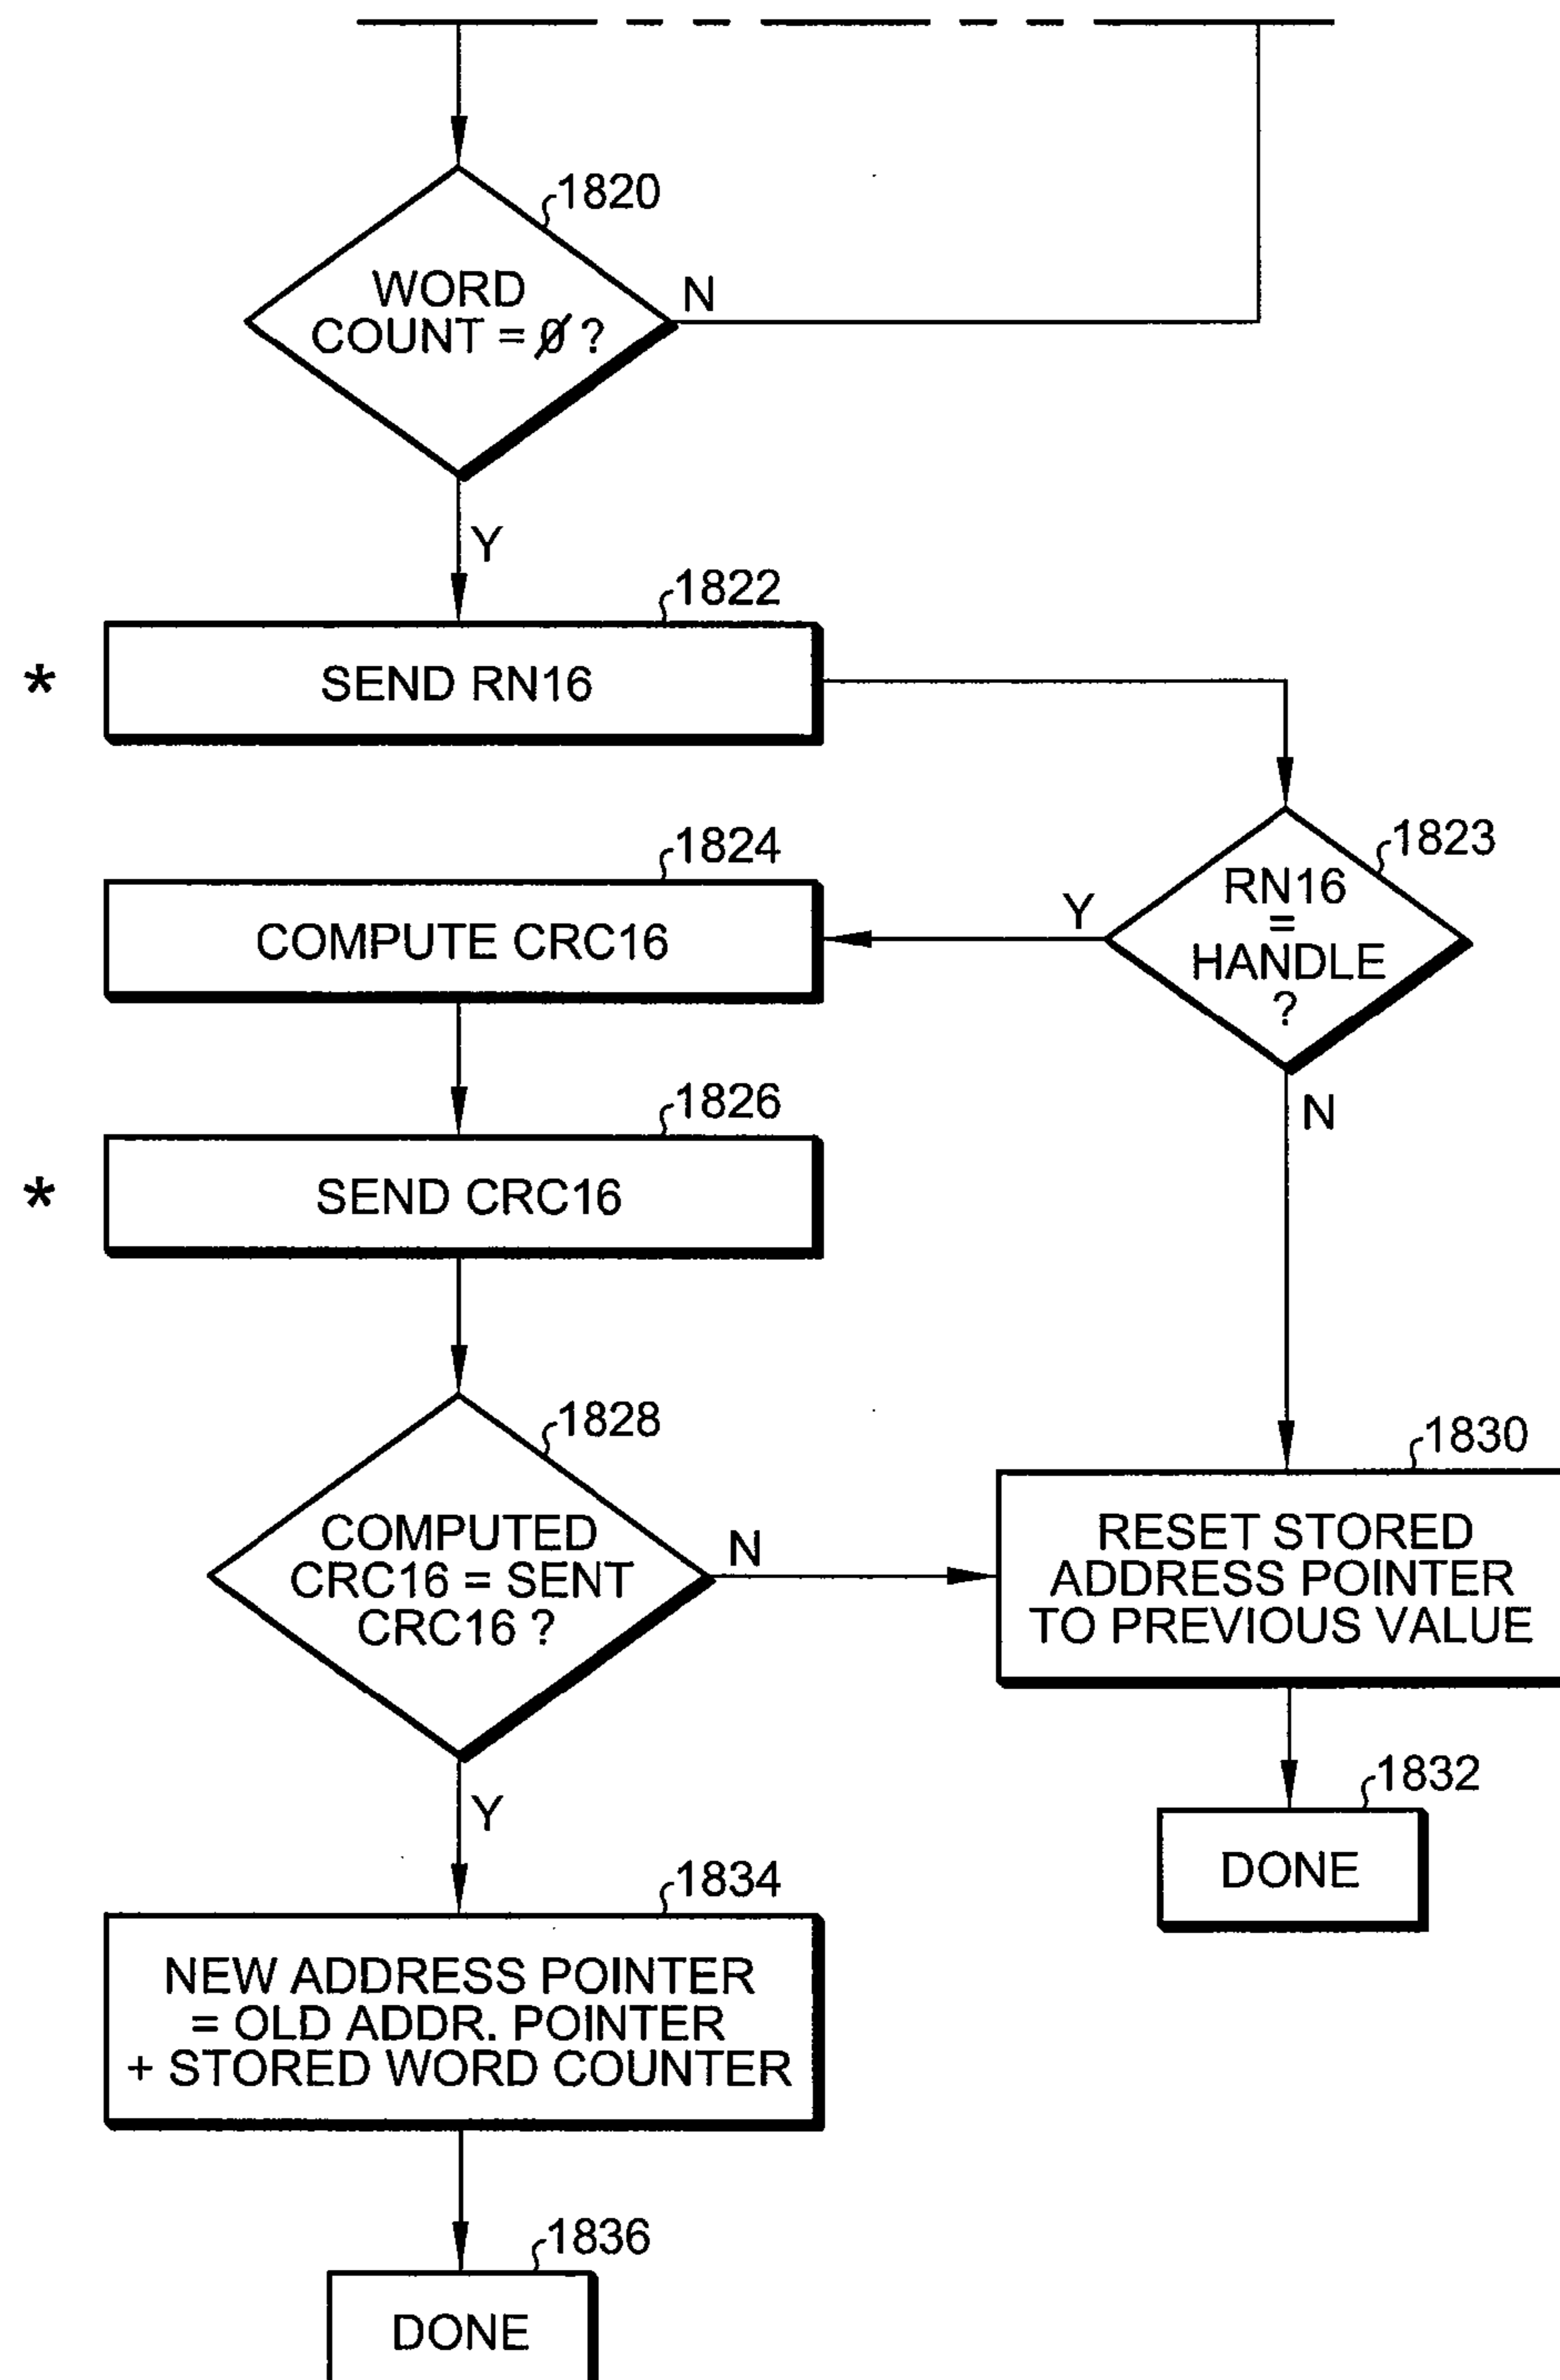 1820
WORD
COUNT = Ø ?
N
Y
1822
* SEND RN16
1823
RN16
=
HANDLE
?
Y
N
1824
COMPUTE CRC16
1826
* SEND CRC16
1828
COMPUTED
CRC16 = SENT
CRC16 ?
N
Y
1830
RESET STORED
ADDRESS POINTER
TO PREVIOUS VALUE
1832
DONE
1834
NEW ADDRESS POINTER
= OLD ADDR. POINTER
+ STORED WORD COUNTER
1836
DONE